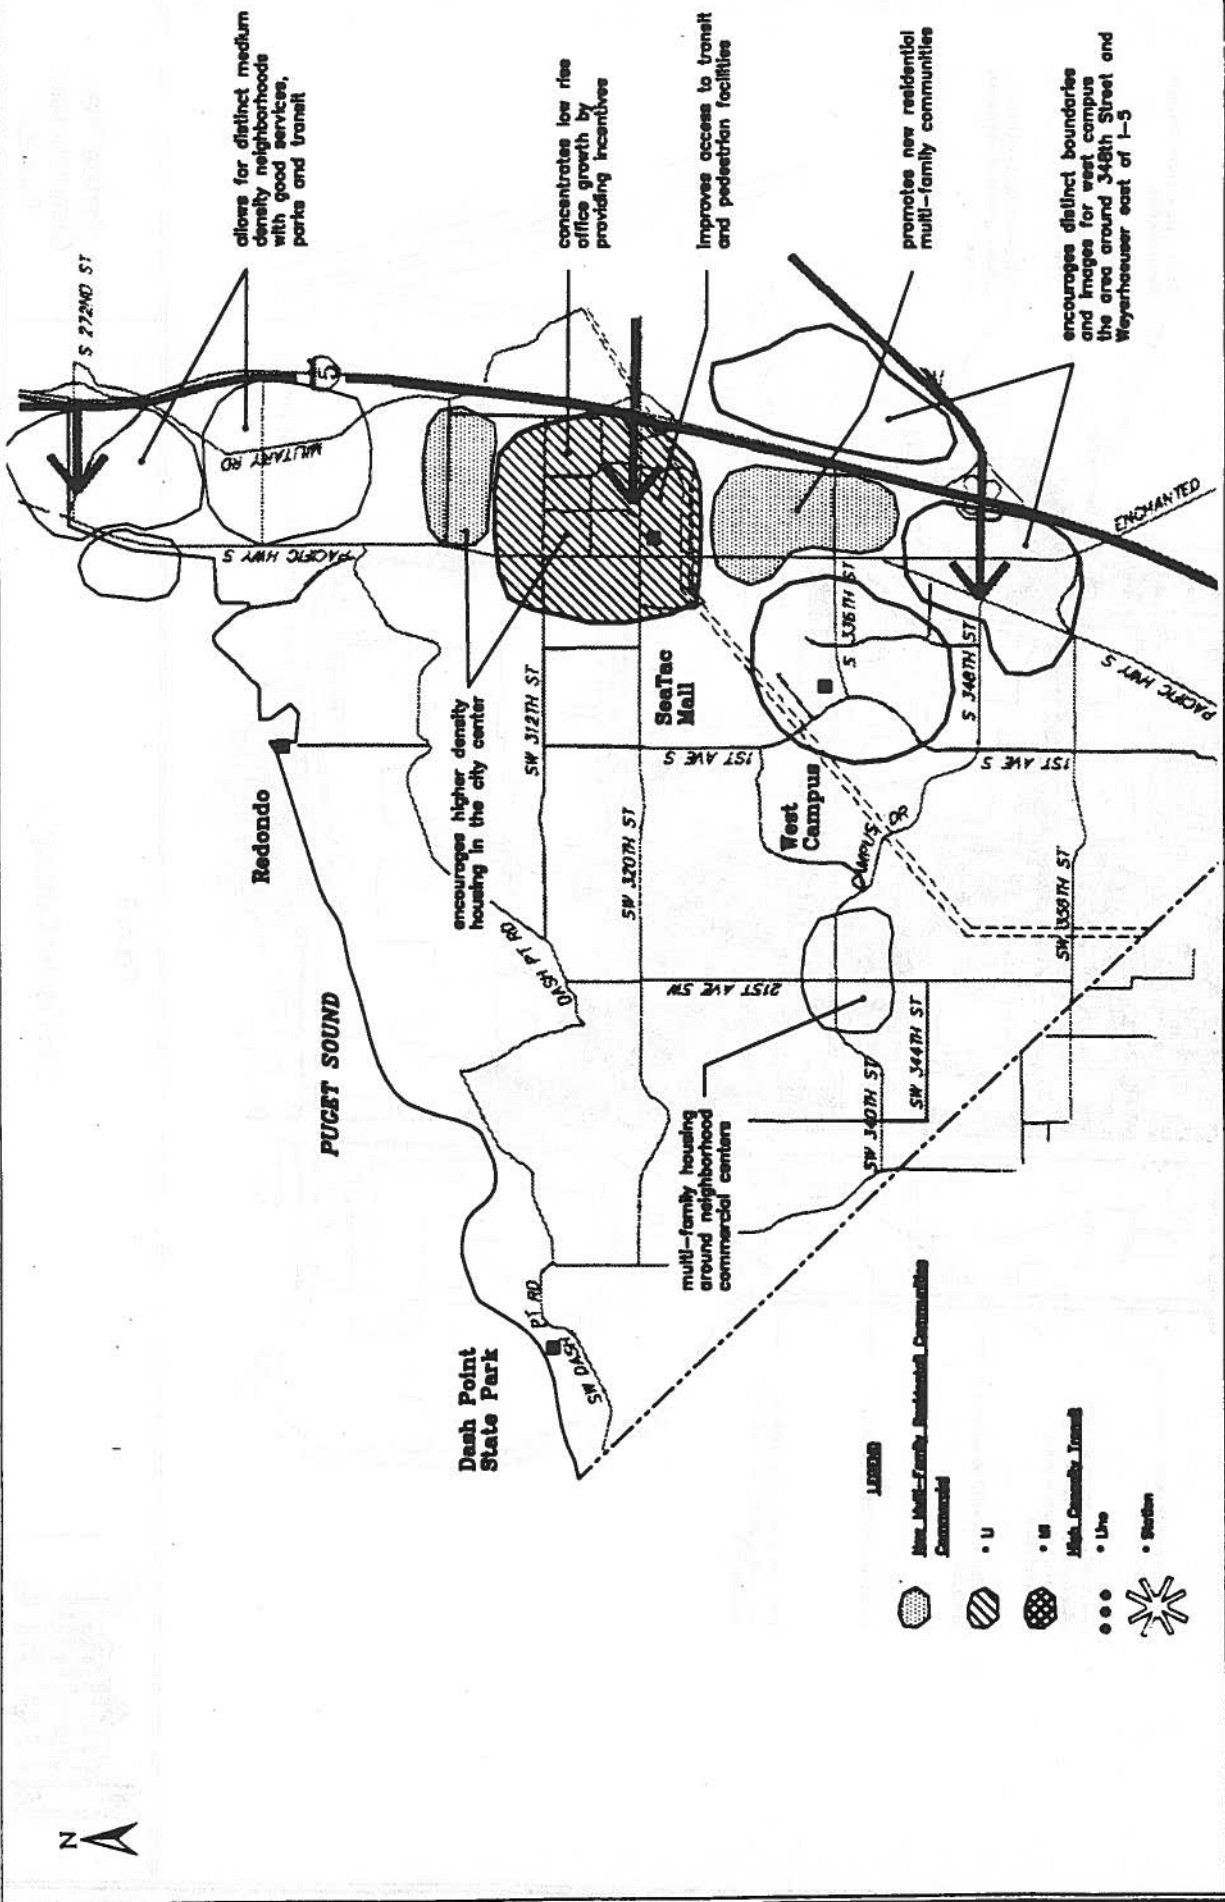 N
S 272ND ST
allows for distinct medium
density neighborhoods
with good services,
parks and transit
MILITARY RD
PACIFIC HWY S
5
Redondo
PUGET SOUND
encourages higher density
housing in the city center
concentrates low rise
office growth by
providing incentives
improves access to transit
and pedestrian facilities
promotes new residential
multi-family communities
encourages distinct boundaries
and images for west campus
the area around 348th Street and
Weyerhaeuser east of I-5
SW 312TH ST
SW 320TH ST
SeaTac
Mall
1ST AVE S
DASH PT RD
21ST AVE SW
West
Campus
CAMPUS DR
S 336TH ST
S 348TH ST
1ST AVE S
PACIFIC HWY S
ENCHANTED
SW 356TH ST
SW 344TH ST
SW 340TH ST
multi-family housing
around neighborhood
commercial centers
Dash Point
State Park
SW DASH PT RD
LEGEND
New Multi-Family Residential Communities
Commercial
• U
High Capacity Transit
• Line
• Station